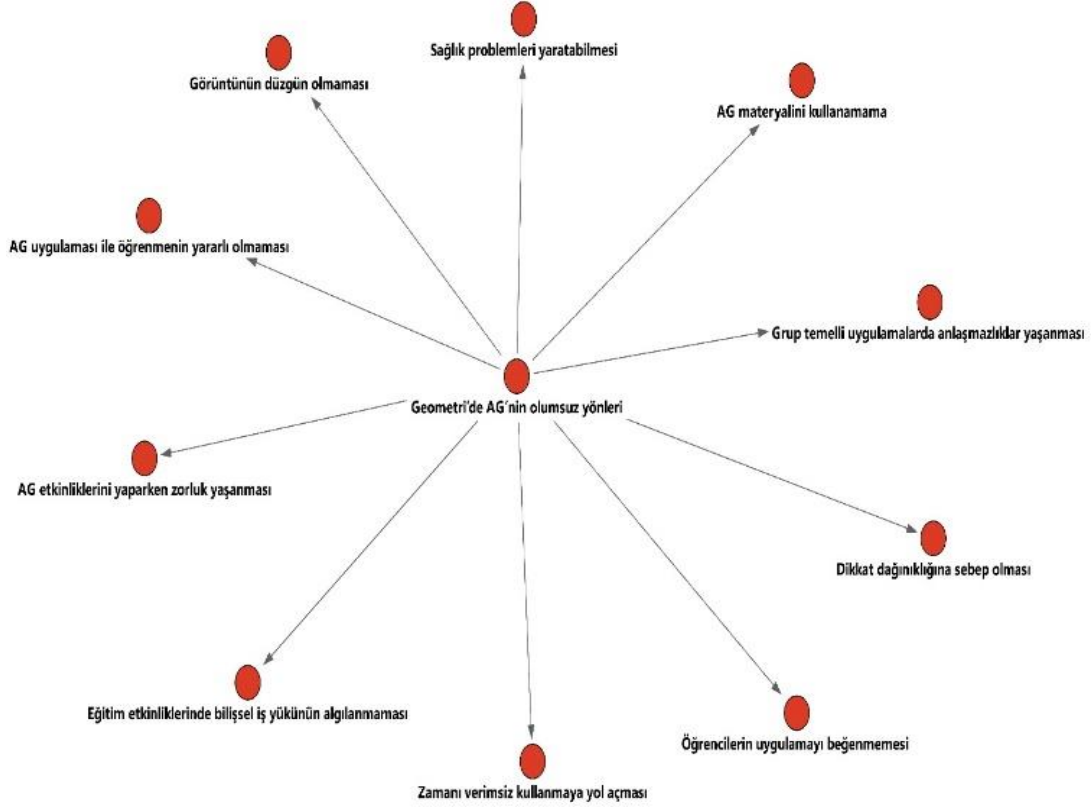 Sağlık problemleri yaratabilmesi
Görüntünün düzgün olmaması
AG materyalini kullanamama
AG uygulaması ile öğrenmenin yararlı olmaması
Grup temelli uygulamalarda anlaşmazlıklar yaşanması
Geometri'de AG'nin olumsuz yönleri
AG etkinliklerini yaparken zorluk yaşanması
Dikkat dağınıklığına sebep olması
Eğitim etkinliklerinde bilişsel iş yükünün algılanmaması
Öğrencilerin uygulamayı beğenmemesi
Zamanı verimsiz kullanmaya yol açması